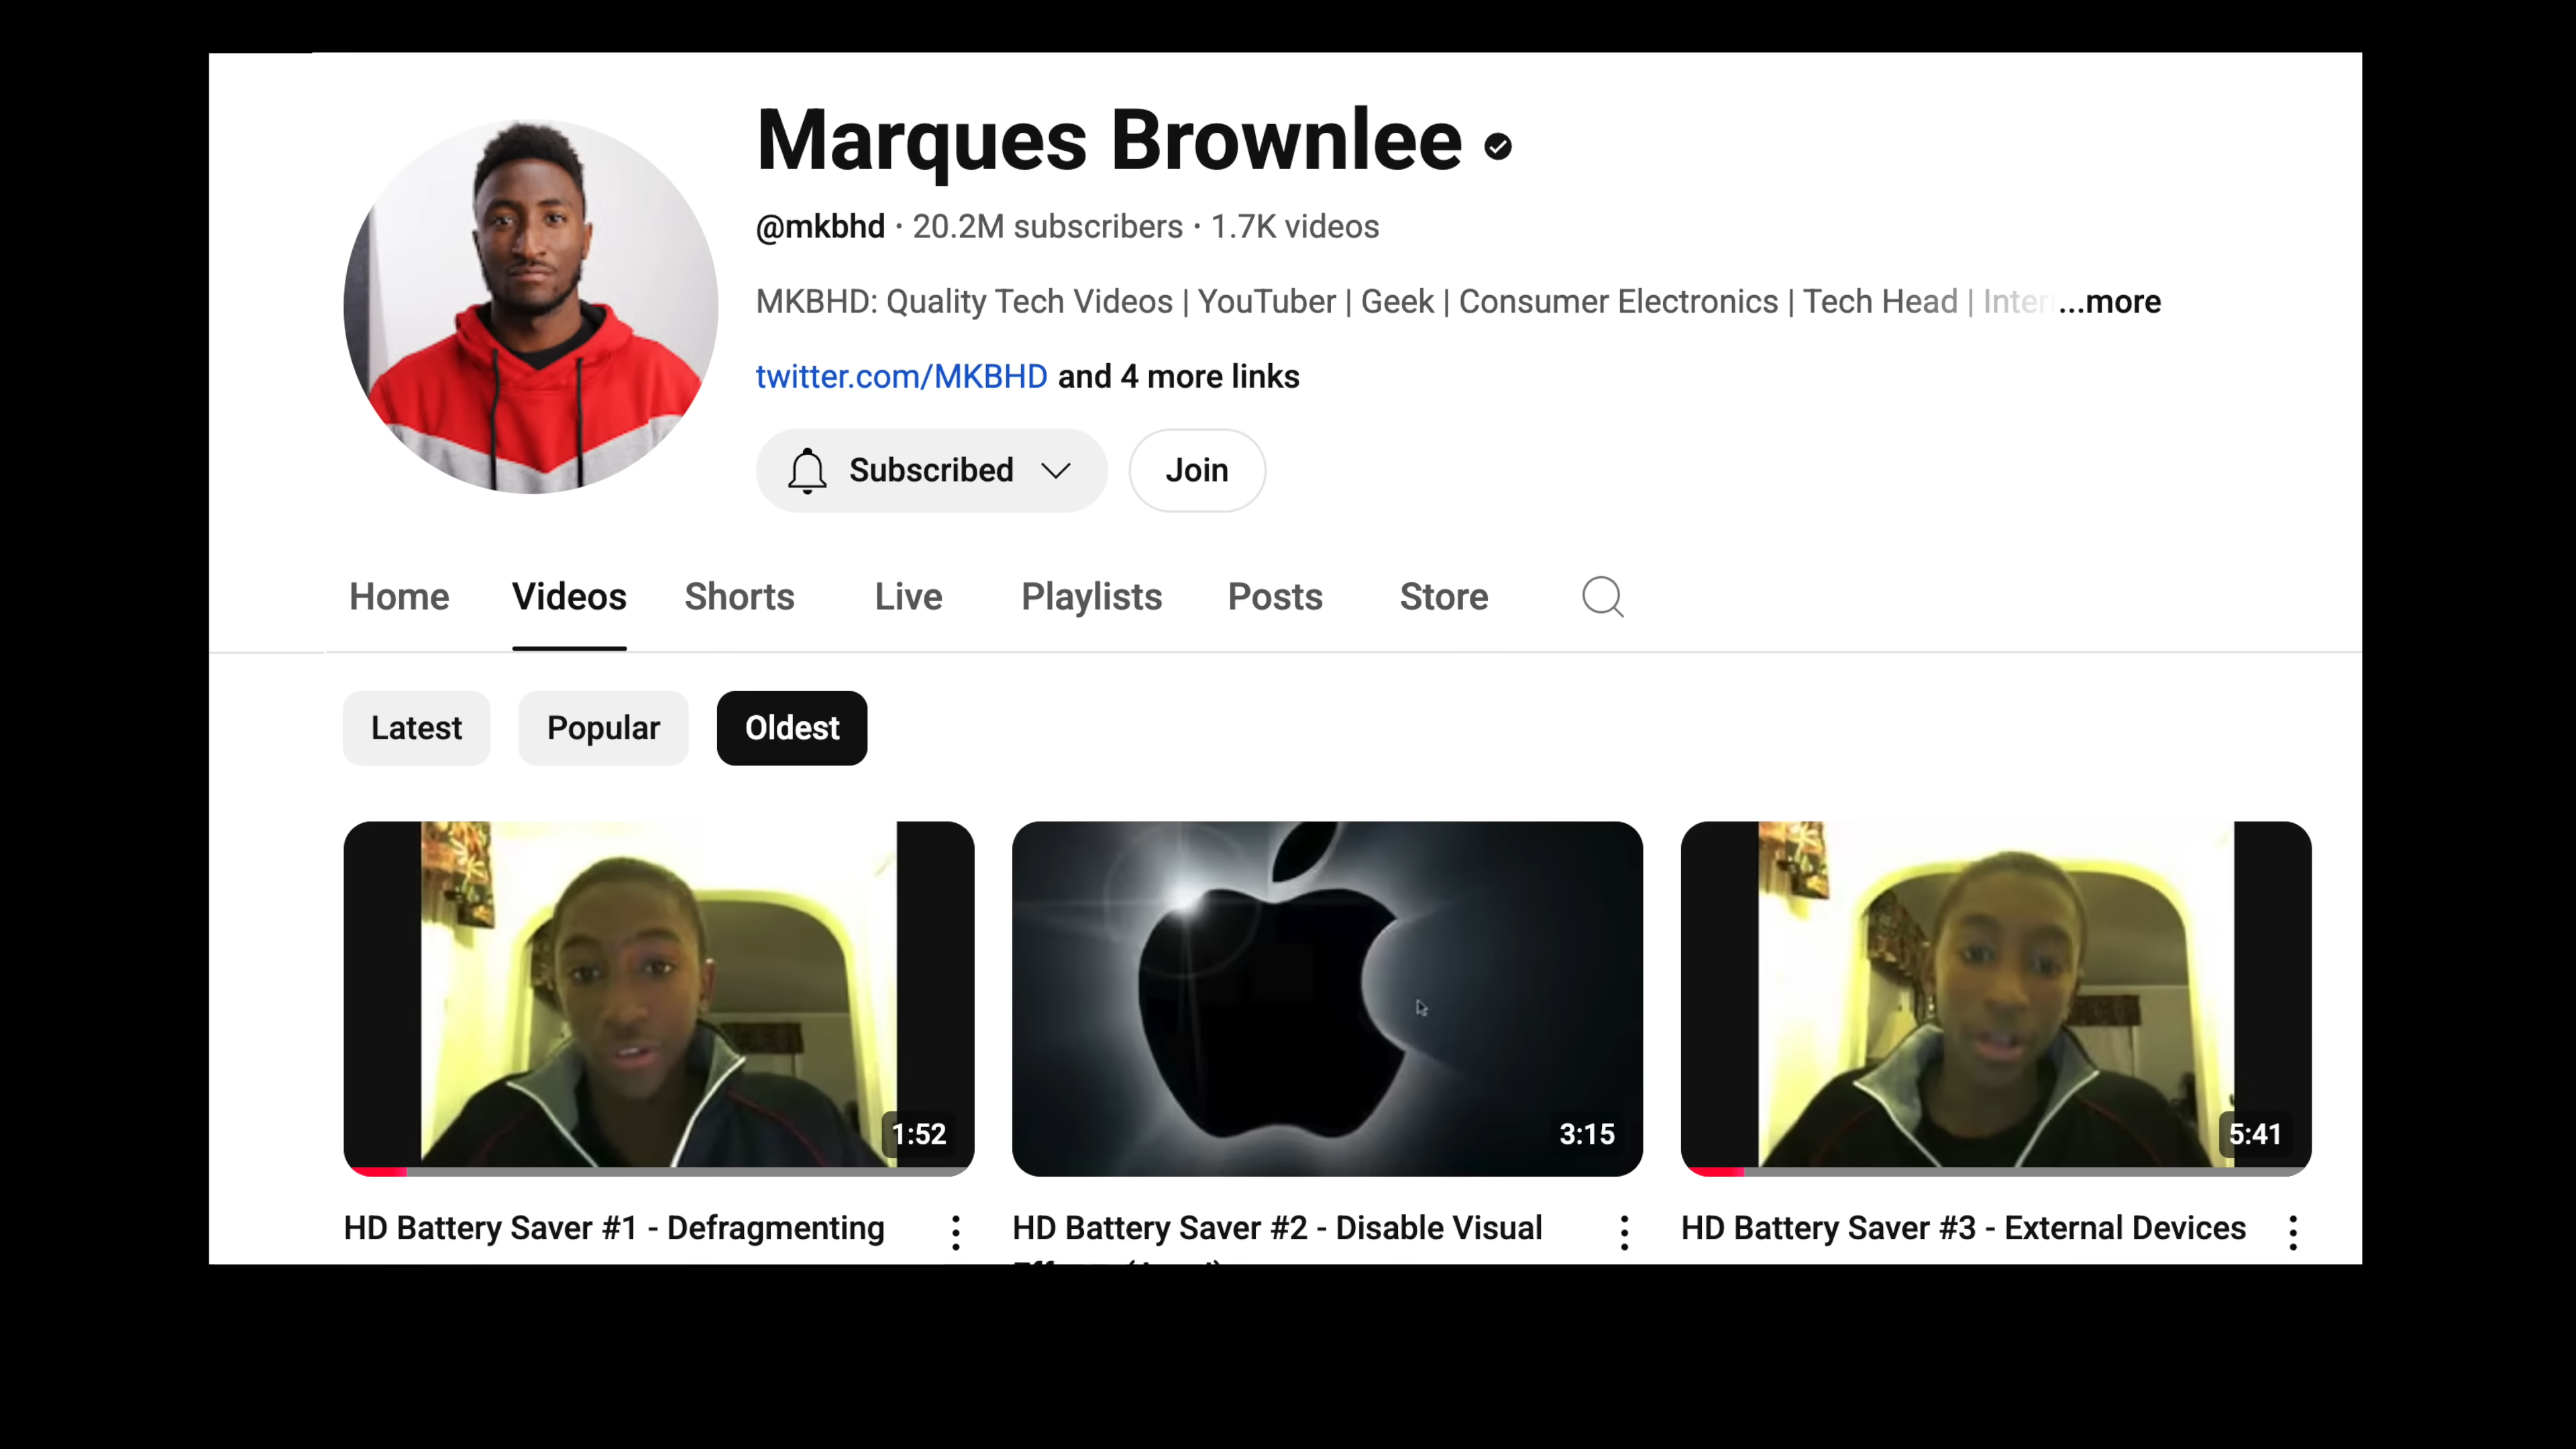 Marques Brownlee
@mkbhd · 20.2M subscribers · 1.7K videos
MKBHD: Quality Tech Videos | YouTuber | Geek | Consumer Electronics | Tech Head | Inter ...more
twitter.com/MKBHD and 4 more links
Subscribed Join
Home Videos Shorts Live Playlists Posts Store
Latest Popular Oldest
1:52 3:15 5:41
HD Battery Saver #1 - Defragmenting HD Battery Saver #2 - Disable Visual HD Battery Saver #3 - External Devices